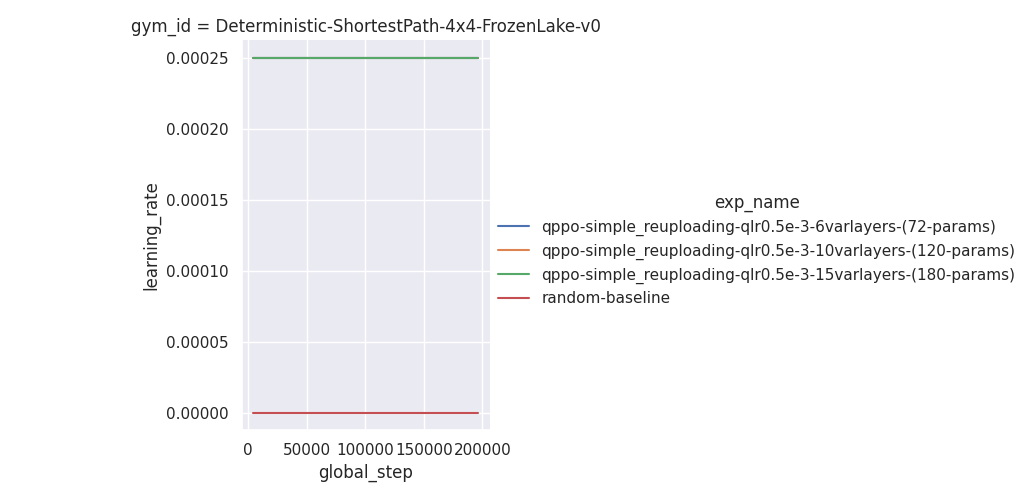 gym_id = Deterministic-ShortestPath-4x4-FrozenLake-v0
0.00025
0.00020
0.00015
0.00010
0.00005
0.00000
learning_rate
0 50000 100000 150000 200000
global_step
exp_name
qppo-simple_reuploading-qlr0.5e-3-6varlayers-(72-params)
qppo-simple_reuploading-qlr0.5e-3-10varlayers-(120-params)
qppo-simple_reuploading-qlr0.5e-3-15varlayers-(180-params)
random-baseline